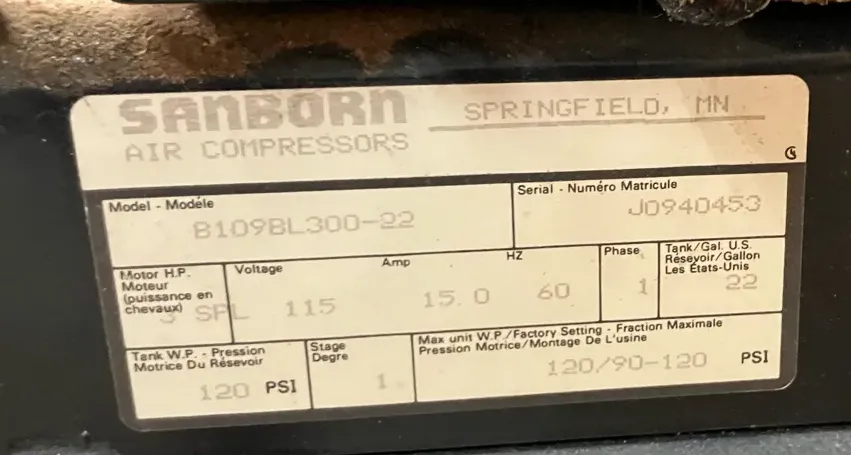 SANBORN
SPRINGFIELD, MN
AIR COMPRESSORS
Model - Modéle
B109BL300-22
Serial - Numéro Matricule
J0940453
Motor H.P.
Moteur
(puissance en
chevaux)
3 SPL
Voltage
115
Amp
15.0
HZ
60
Phase
1
Tank/Gal. U.S.
Résevoir/Gallon
Les États-Unis
22
Tank W.P. - Pression
Motrice Du Résevoir
120 PSI
Stage
Degre
1
Max unit W.P./Factory Setting - Fraction Maximale
Pression Motrice/Montage De L'usine
120/90-120 PSI